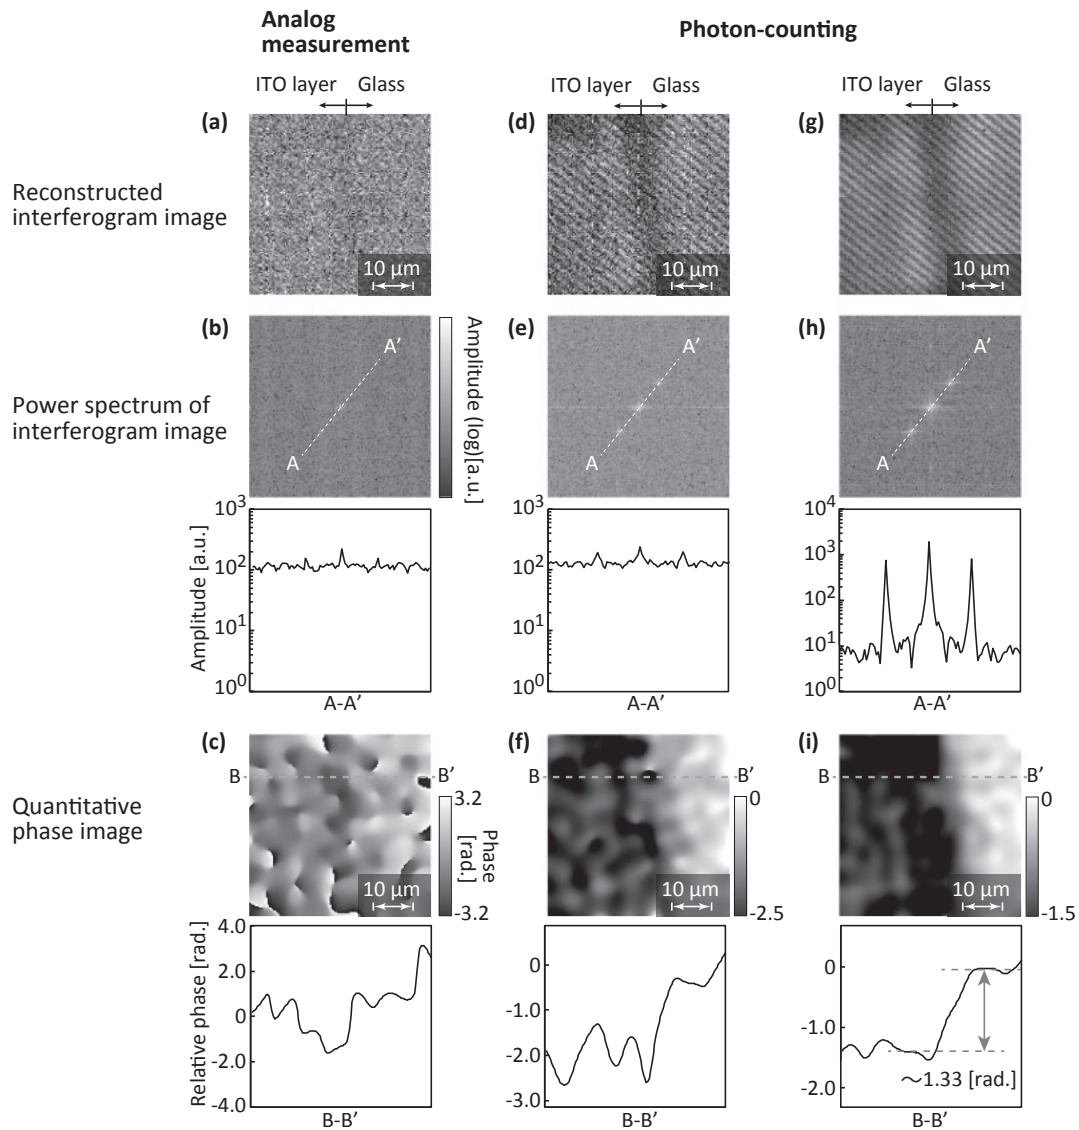 Analog
measurement
Photon-counting
ITO layer Glass
ITO layer Glass
ITO layer Glass
(a)
(d)
(g)
Reconstructed
interferogram image
10 μm
10 μm
10 μm
(b)
(e)
(h)
A'
A
A'
A
A'
A
Amplitude (log)[a.u.]
Power spectrum of
interferogram image
Amplitude [a.u.]
10³
10²
10¹
10⁰
A-A'
10³
10²
10¹
10⁰
A-A'
10⁴
10³
10²
10¹
10⁰
A-A'
(c)
(f)
(i)
B B'
B B'
B B'
Quantitative
phase image
3.2
Phase
[rad.]
-3.2
0
-2.5
0
-1.5
10 μm
10 μm
10 μm
Relative phase [rad.]
4.0
2.0
0
-2.0
-4.0
B-B'
0
-1.0
-2.0
-3.0
B-B'
0
-1.0
-2.0
~1.33 [rad.]
B-B'